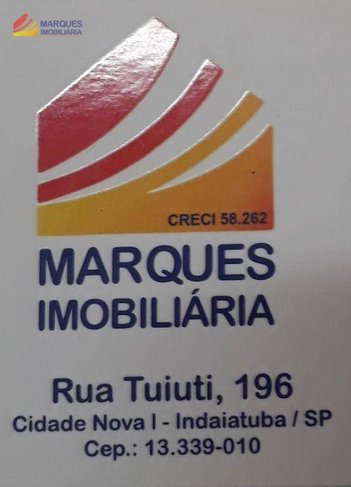 MARQUES
IMOBILIÁRIA
CRECI 58.262
MARQUES
IMOBILIÁRIA
Rua Tuiuti, 196
Cidade Nova I - Indaiatuba / SP
Cep.: 13.339-010